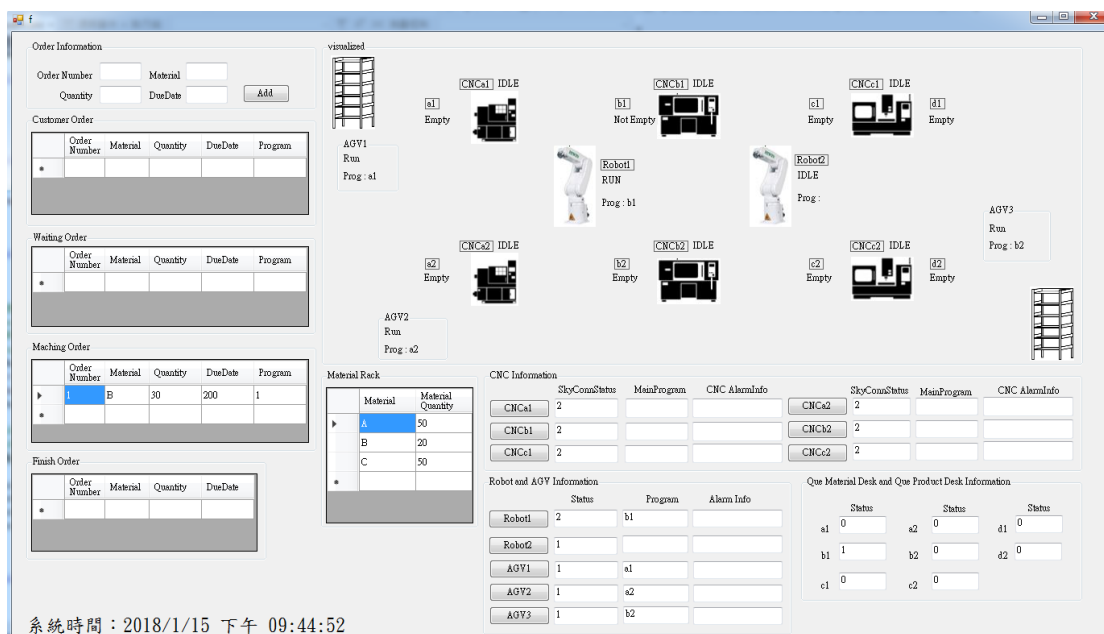 f
Order Information
Order Number
Material
Quantity
DueDate
Add
Customer Order
Order Number Material Quantity DueDate Program
Waiting Order
Order Number Material Quantity DueDate Program
Maching Order
Order Number Material Quantity DueDate Program
1 B 30 200 1
Finish Order
Order Number Material Quantity DueDate
系統時間：2018/1/15 下午 09:44:52
visualized
CNCa1 IDLE
CNCb1 IDLE
CNCc1 IDLE
a1
Empty
b1
Not Empty
c1
Empty
d1
Empty
AGV1
Run
Prog : a1
Robot1
RUN
Prog : b1
Robot2
IDLE
Prog :
AGV3
Run
Prog : b2
CNCa2 IDLE
CNCb2 IDLE
CNCc2 IDLE
a2
Empty
b2
Empty
c2
Empty
d2
Empty
AGV2
Run
Prog : a2
Material Rack
Material Material Quantity
A 50
B 20
C 50
CNC Information
SkyConnStatus MainProgram CNC AlarmInfo
CNCa1 2
CNCb1 2
CNCc1 2
SkyConnStatus MainProgram CNC AlarmInfo
CNCa2 2
CNCb2 2
CNCc2 2
Robot and AGV Information
Status Program Alarm Info
Robot1 2 b1
Robot2 1
AGV1 1 a1
AGV2 1 a2
AGV3 1 b2
Que Material Desk and Que Product Desk Information
Status Status Status
a1 0 a2 0 d1 0
b1 1 b2 0 d2 0
c1 0 c2 0